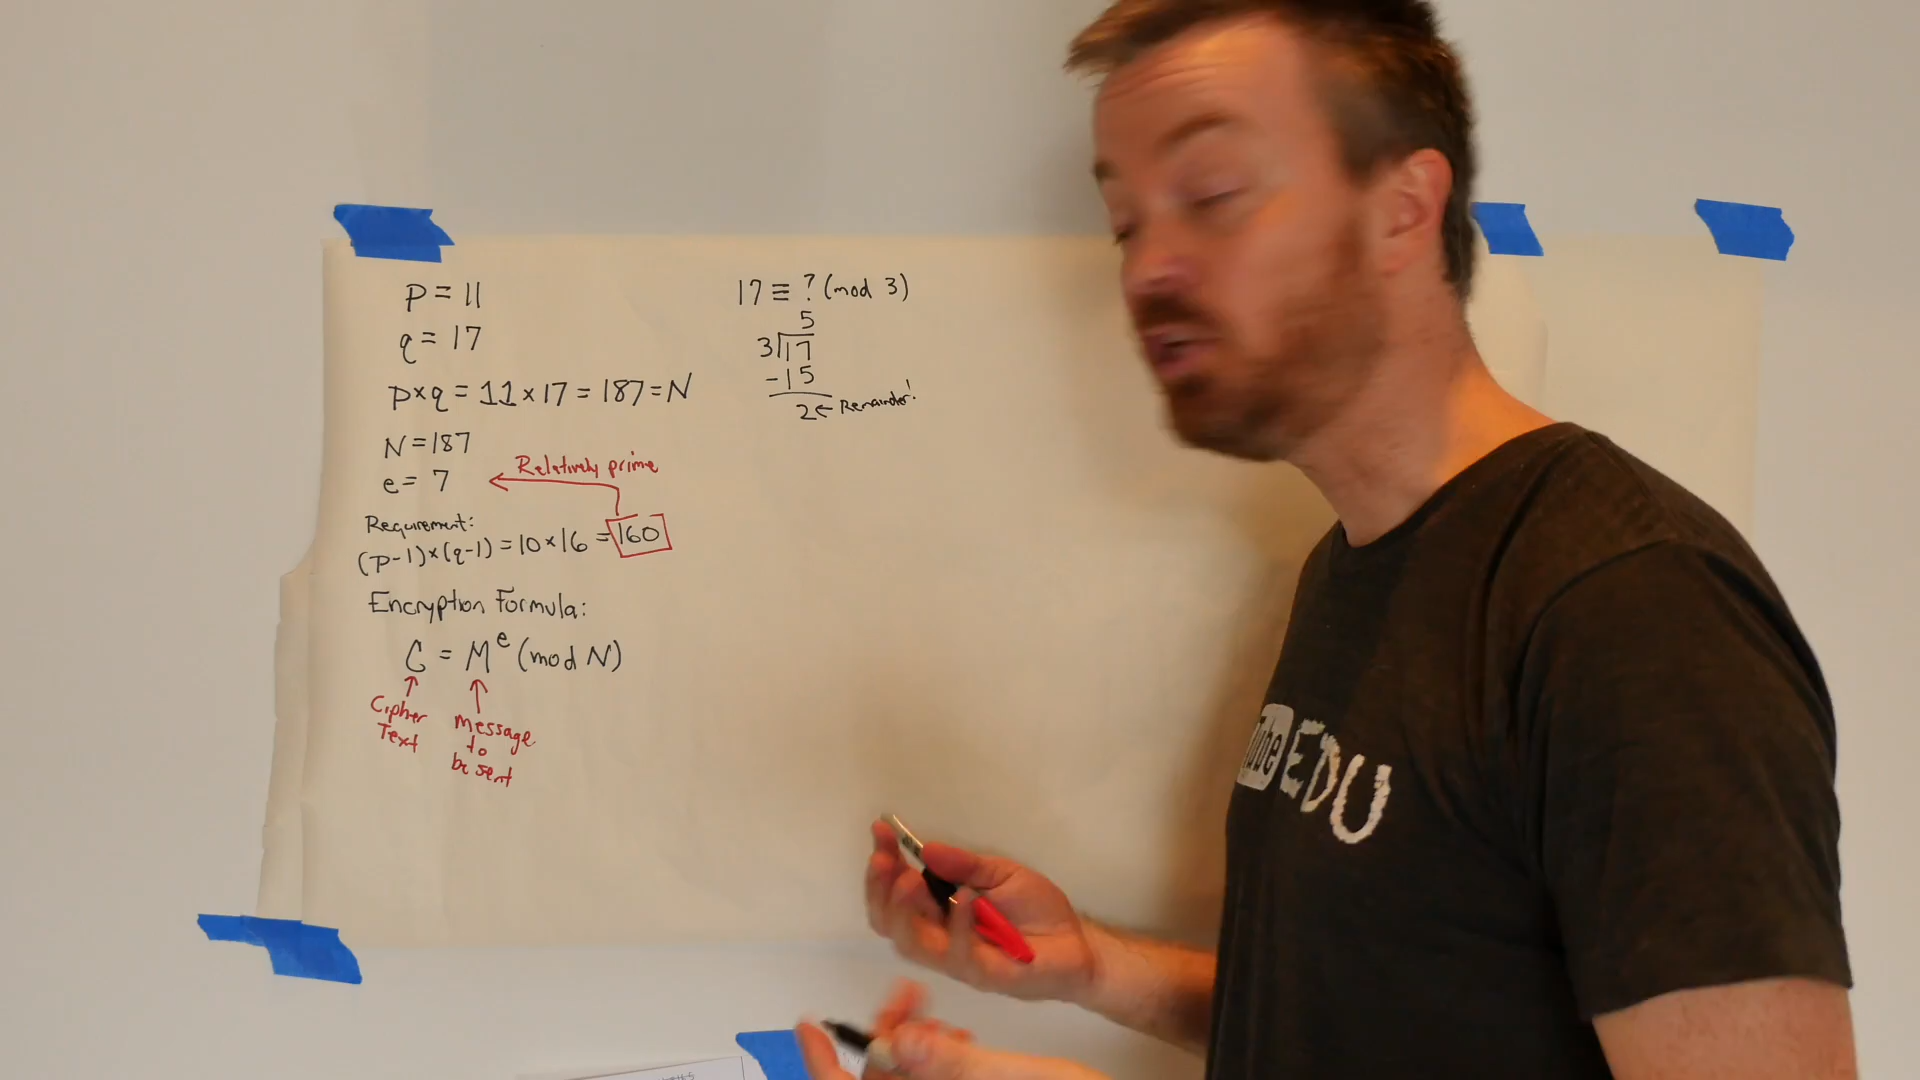 p = 11
q = 17
p×q = 11 × 17 = 187 = N
N = 187
e = 7
Relatively prime
Requirement:
(p-1)×(q-1) = 10 × 16 = 160
Encryption Formula:
C = M^e (mod N)
Cipher
Text
Message
to
be sent
17 ≡ ? (mod 3)
5
3 17
-15
2 ← Remainder!
EDU